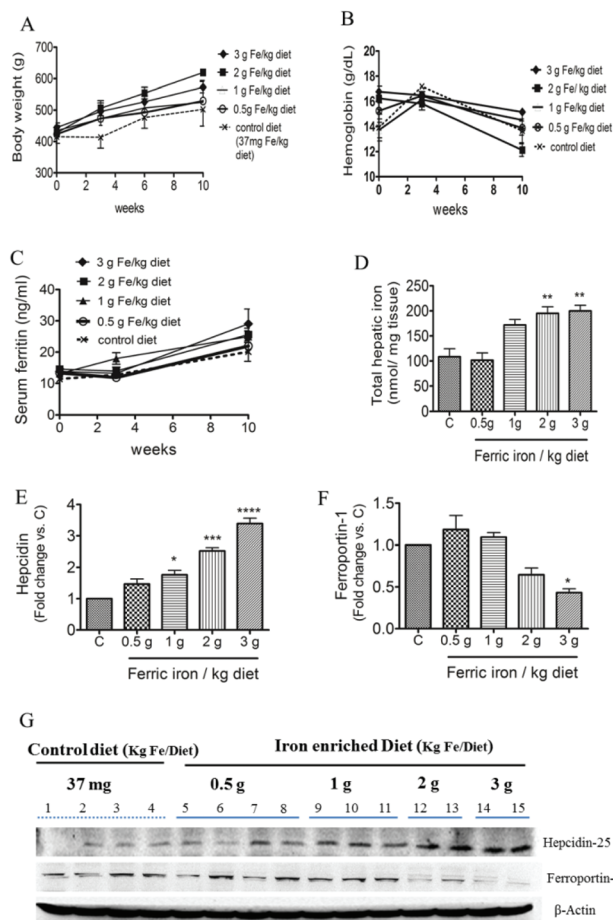 A
Body weight (g)
700
600
500
400
300
0 2 4 6 8 10
weeks
3 g Fe/kg diet
2 g Fe/kg diet
1 g Fe/kg diet
0.5g Fe/kg diet
control diet
(37mg Fe/kg
diet)
B
Hemoglobin (g/dL)
20
18
16
14
12
10
0 2 4 6 8 10
weeks
3 g Fe/kg diet
2 g Fe/ kg diet
1 g Fe/kg diet
0.5 g Fe/kg diet
control diet
C
Serum ferritin (ng/ml)
40
30
20
10
0
0 2 4 6 8 10
weeks
3 g Fe/kg diet
2 g Fe/kg diet
1 g Fe/kg diet
0.5 g Fe/kg diet
control diet
D
Total hepatic iron
(nmol/ mg tissue)
250
200
150
100
50
0
** **
C 0.5g 1g 2 g 3 g
Ferric iron / kg diet
E
Hepcidin
(Fold change vs. C)
4
3
2
1
0
* *** ****
C 0.5 g 1 g 2 g 3 g
Ferric iron / kg diet
F
Ferroportin-1
(Fold change vs. C)
1.5
1.0
0.5
0.0
*
C 0.5 g 1 g 2 g 3 g
Ferric iron / kg diet
G
Control diet (Kg Fe/Diet) Iron enriched Diet (Kg Fe/Diet)
37 mg 0.5 g 1 g 2 g 3 g
1 2 3 4 5 6 7 8 9 10 11 12 13 14 15
Hepcidin-25
Ferroportin-
β-Actin